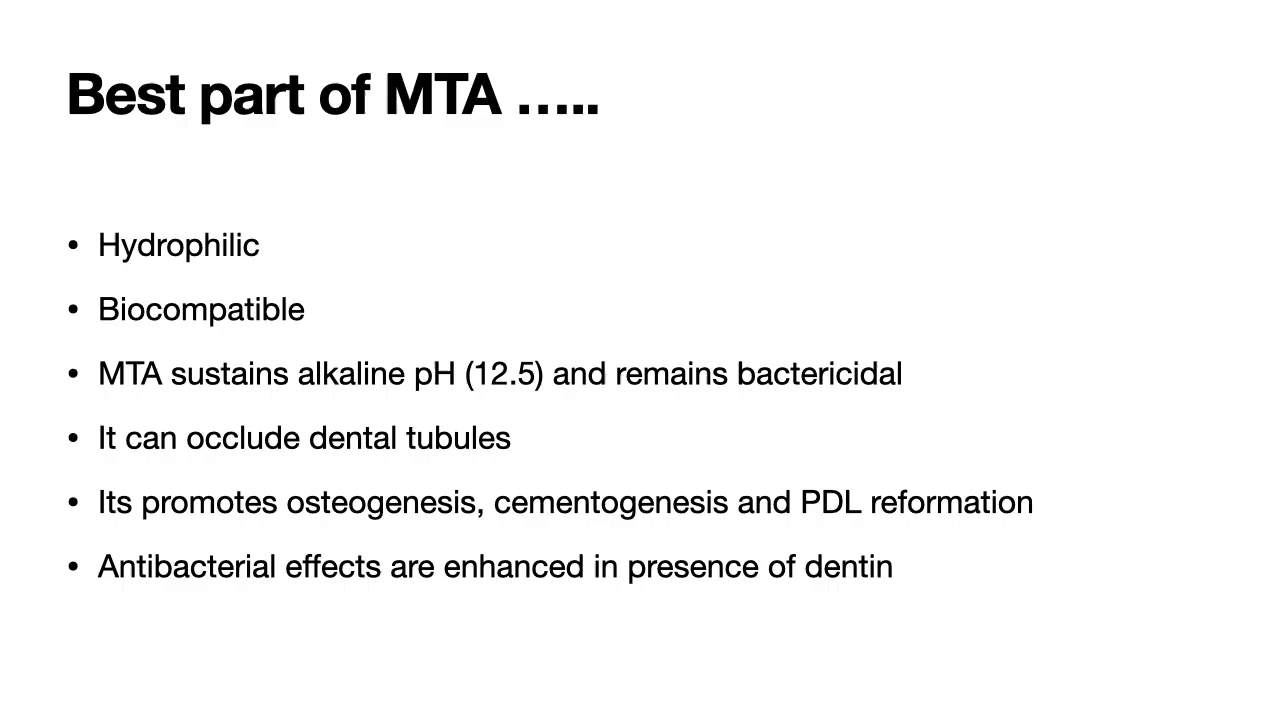 Best part of MTA …..
• Hydrophilic
• Biocompatible
• MTA sustains alkaline pH (12.5) and remains bactericidal
• It can occlude dental tubules
• Its promotes osteogenesis, cementogenesis and PDL reformation
• Antibacterial effects are enhanced in presence of dentin